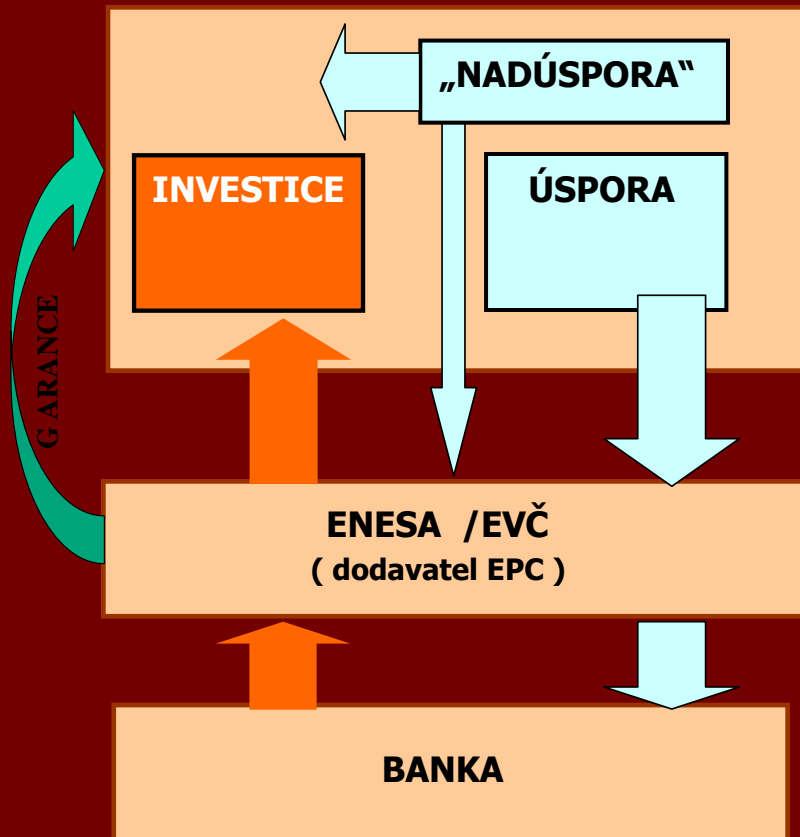 „NADÚSPORA“
INVESTICE
ÚSPORA
G ARANCE
ENESA /EVČ
( dodavatel EPC )
BANKA